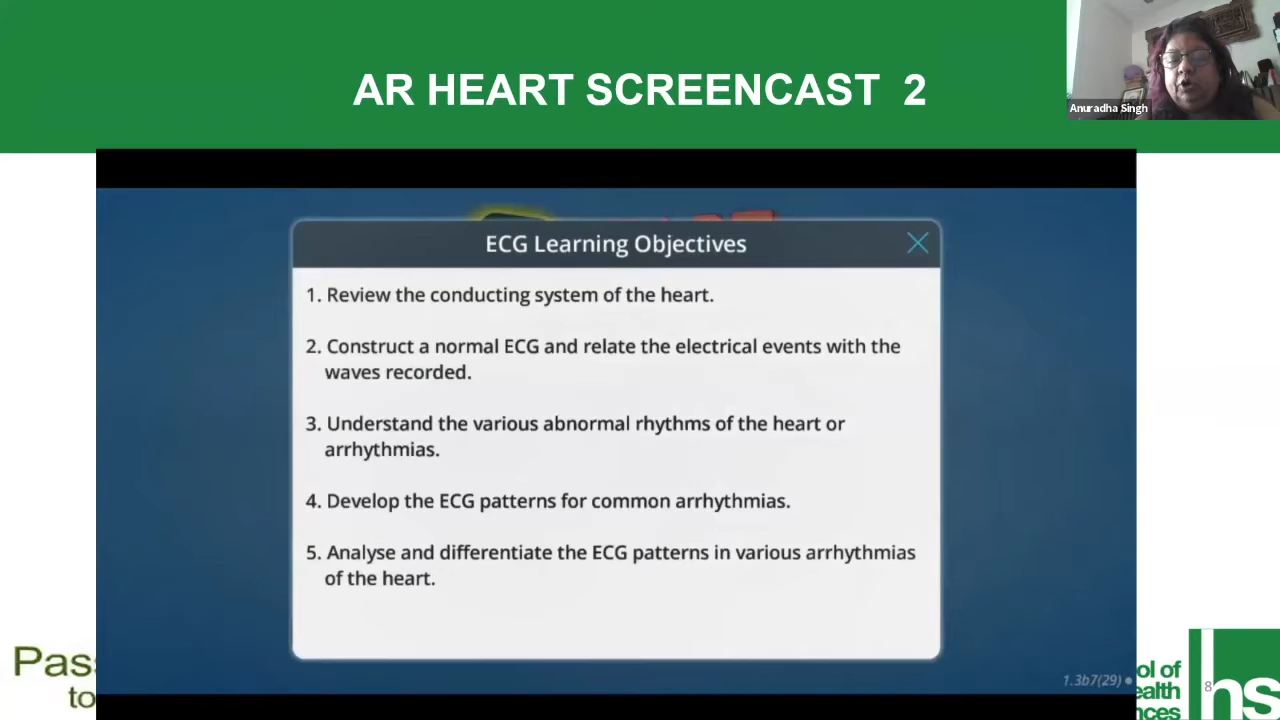 AR HEART SCREENCAST 2
Anuradha Singh
ECG Learning Objectives
1. Review the conducting system of the heart.
2. Construct a normal ECG and relate the electrical events with the
waves recorded.
3. Understand the various abnormal rhythms of the heart or
arrhythmias.
4. Develop the ECG patterns for common arrhythmias.
5. Analyse and differentiate the ECG patterns in various arrhythmias
of the heart.
1.3b7(29)
Pas
to
ol of
ealth
nces
8
hs